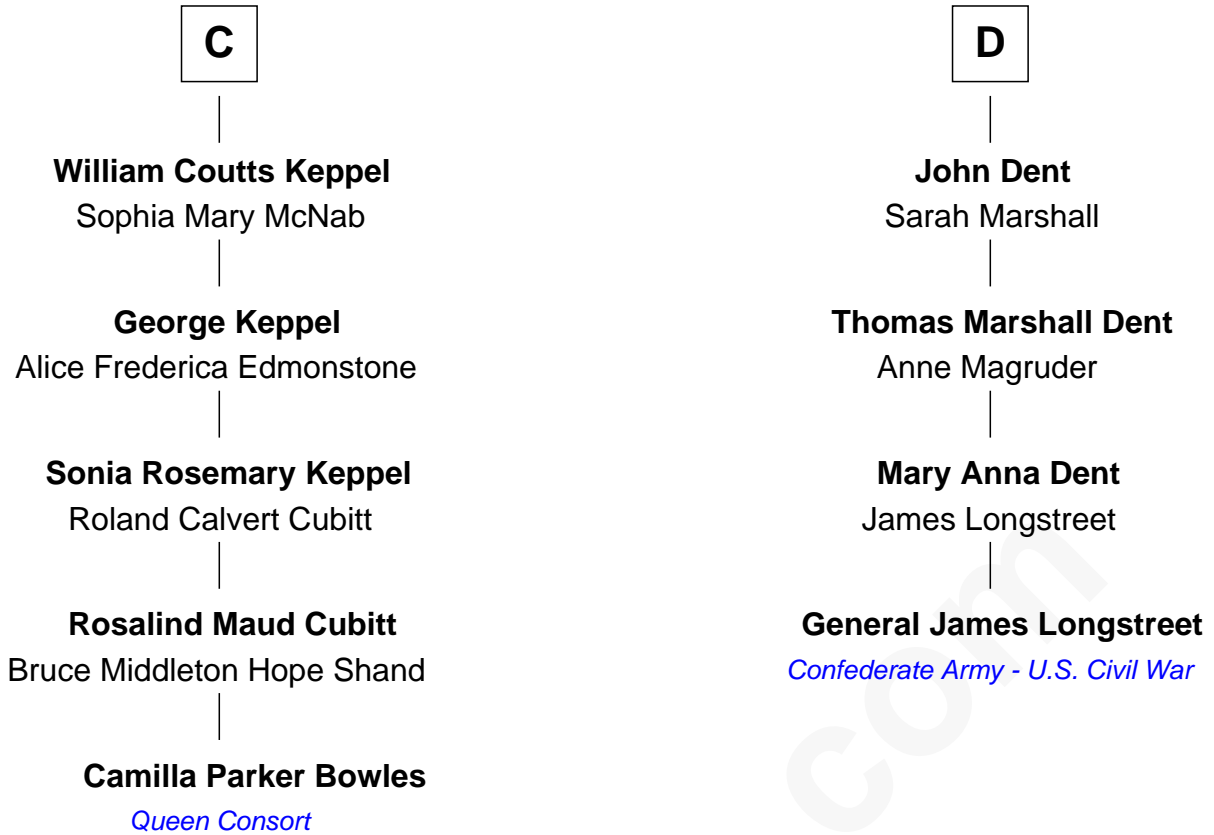 C
William Coutts Keppel
Sophia Mary McNab
George Keppel
Alice Frederica Edmonstone
Sonia Rosemary Keppel
Roland Calvert Cubitt
Rosalind Maud Cubitt
Bruce Middleton Hope Shand
Camilla Parker Bowles
Queen Consort
D
John Dent
Sarah Marshall
Thomas Marshall Dent
Anne Magruder
Mary Anna Dent
James Longstreet
General James Longstreet
Confederate Army - U.S. Civil War
com